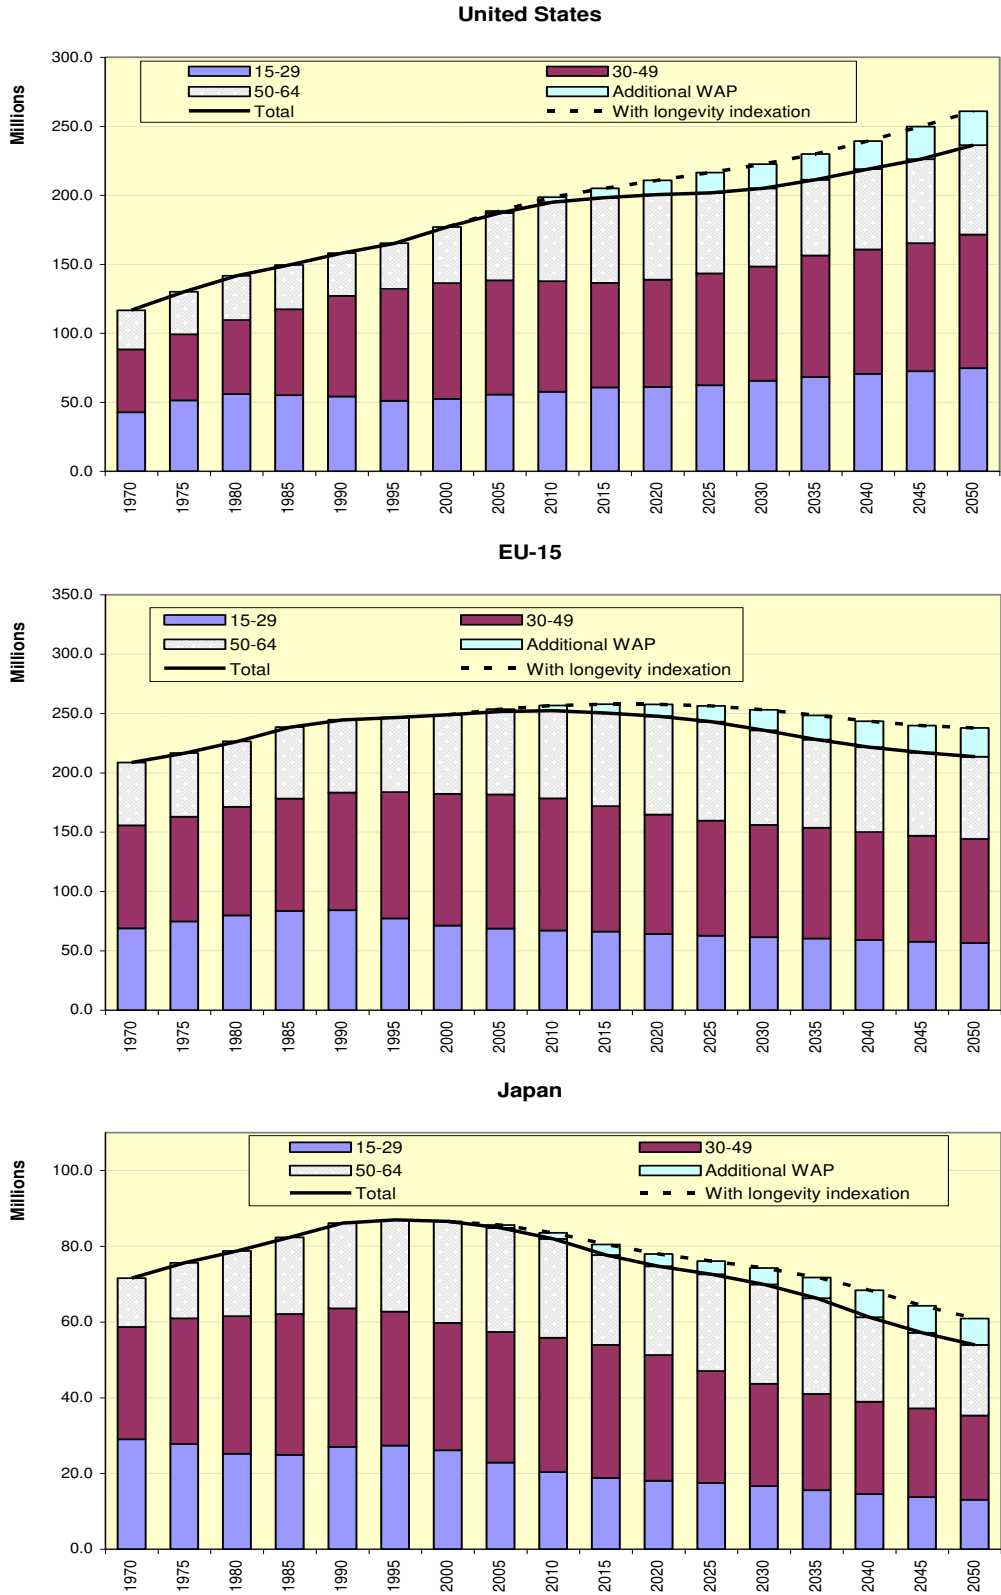 United States
Millions
300.0
250.0
200.0
150.0
100.0
50.0
0.0
15-29 30-49
50-64 Additional WAP
Total With longevity indexation
1970 1975 1980 1985 1990 1995 2000 2005 2010 2015 2020 2025 2030 2035 2040 2045 2050
EU-15
Millions
350.0
300.0
250.0
200.0
150.0
100.0
50.0
0.0
15-29 30-49
50-64 Additional WAP
Total With longevity indexation
1970 1975 1980 1985 1990 1995 2000 2005 2010 2015 2020 2025 2030 2035 2040 2045 2050
Japan
Millions
100.0
80.0
60.0
40.0
20.0
0.0
15-29 30-49
50-64 Additional WAP
Total With longevity indexation
1970 1975 1980 1985 1990 1995 2000 2005 2010 2015 2020 2025 2030 2035 2040 2045 2050